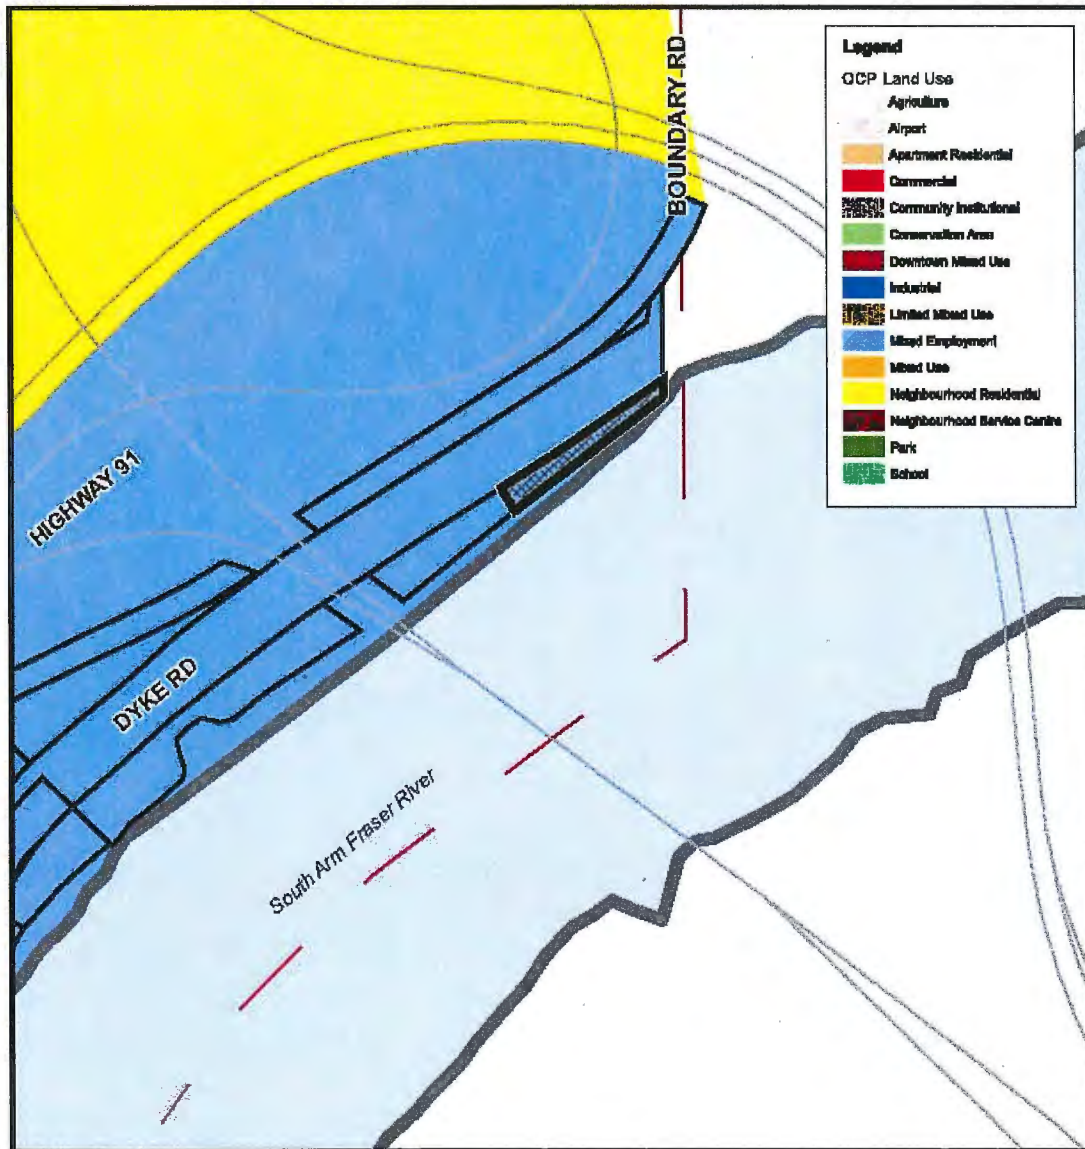 BOUNDARY RD
Legend
OCP Land Use
Agriculture
Airport
Apartment Residential
Commercial
Community Institutional
Conservation Area
Downtown Mixed Use
Industrial
Limited Mixed Use
Mixed Employment
Mixed Use
Neighbourhood Residential
Neighbourhood Service Centre
Park
School
HIGHWAY 91
DYKE RD
South Arm Fraser River